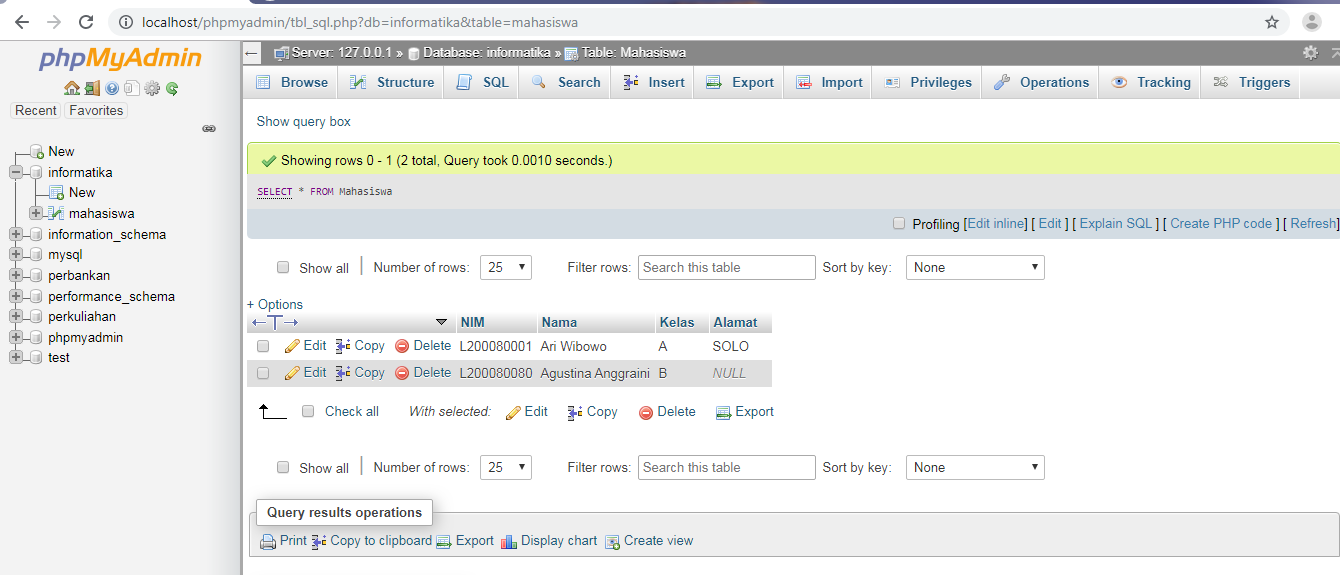 localhost/phpmyadmin/tbl_sql.php?db=informatika&table=mahasiswa
phpMyAdmin
Recent Favorites
New
informatika
New
mahasiswa
information_schema
mysql
perbankan
performance_schema
perkuliahan
phpmyadmin
test
Server: 127.0.0.1 » Database: informatika » Table: Mahasiswa
Browse Structure SQL Search Insert Export Import Privileges Operations Tracking Triggers
Show query box
Showing rows 0 - 1 (2 total, Query took 0.0010 seconds.)
SELECT * FROM Mahasiswa
Profiling [Edit inline] [ Edit ] [ Explain SQL ] [ Create PHP code ] [ Refresh]
Show all Number of rows: 25 Filter rows: Search this table Sort by key: None
+ Options
NIM Nama Kelas Alamat
Edit Copy Delete L200080001 Ari Wibowo A SOLO
Edit Copy Delete L200080080 Agustina Anggraini B NULL
Check all With selected: Edit Copy Delete Export
Show all Number of rows: 25 Filter rows: Search this table Sort by key: None
Query results operations
Print Copy to clipboard Export Display chart Create view